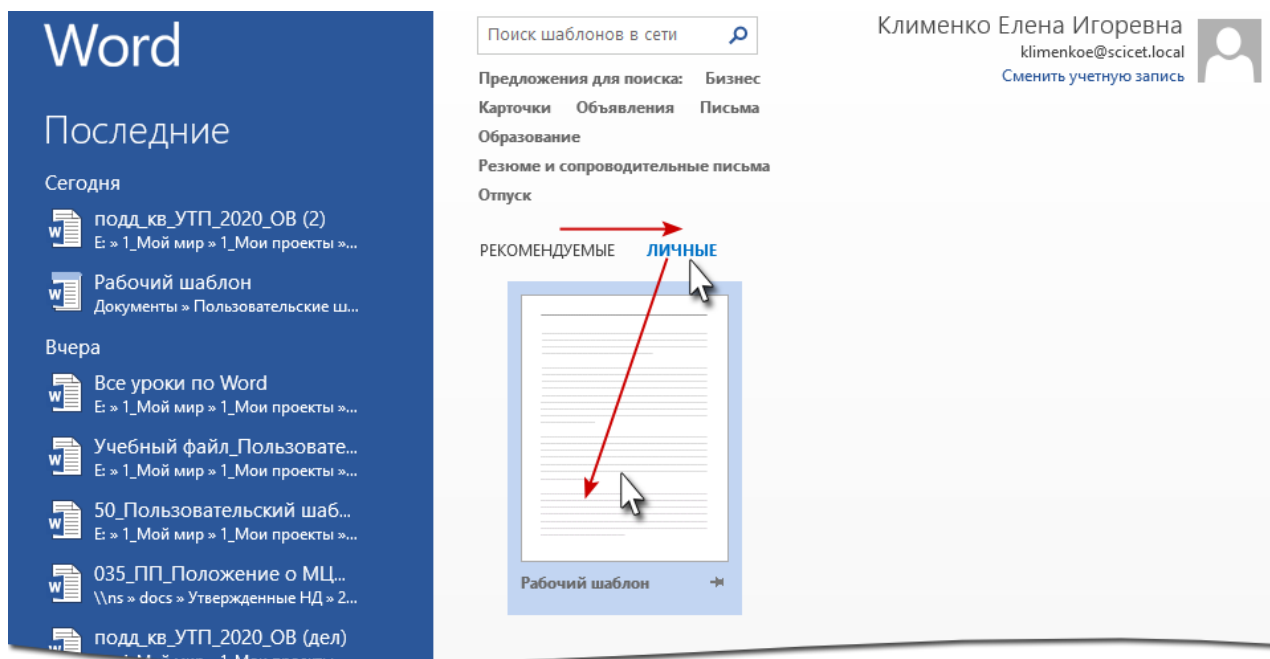 Word
Последние
Сегодня
подд_кв_УТП_2020_ОВ (2)
E: » 1_Мой мир » 1_Мои проекты »...
Рабочий шаблон
Документы » Пользовательские ш...
Вчера
Все уроки по Word
E: » 1_Мой мир » 1_Мои проекты »...
Учебный файл_Пользовате...
E: » 1_Мой мир » 1_Мои проекты »...
50_Пользовательский шаб...
E: » 1_Мой мир » 1_Мои проекты »...
035_ПП_Положение о МЦ...
\\ns » docs » Утвержденные НД » 2...
подд_кв_УТП_2020_ОВ (дел)
Поиск шаблонов в сети
Предложения для поиска: Бизнес
Карточки Объявления Письма
Образование
Резюме и сопроводительные письма
Отпуск
РЕКОМЕНДУЕМЫЕ ЛИЧНЫЕ
Рабочий шаблон
Клименко Елена Игоревна
klimenkoe@scicet.local
Сменить учетную запись